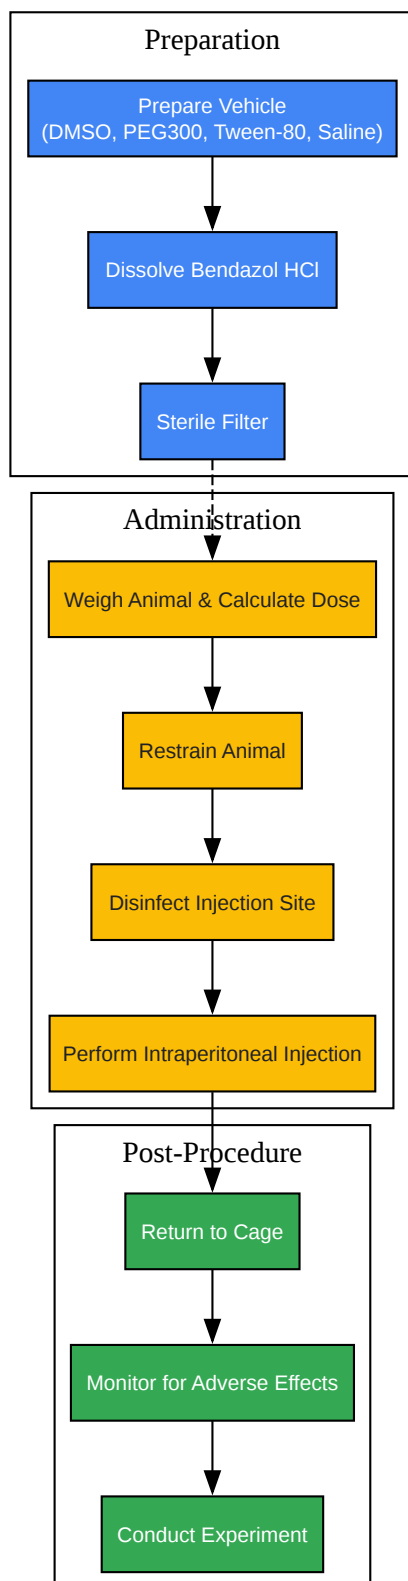 Preparation
Prepare Vehicle
(DMSO, PEG300, Tween-80, Saline)
Dissolve Bendazol HCl
Sterile Filter
Administration
Weigh Animal & Calculate Dose
Restrain Animal
Disinfect Injection Site
Perform Intraperitoneal Injection
Post-Procedure
Return to Cage
Monitor for Adverse Effects
Conduct Experiment